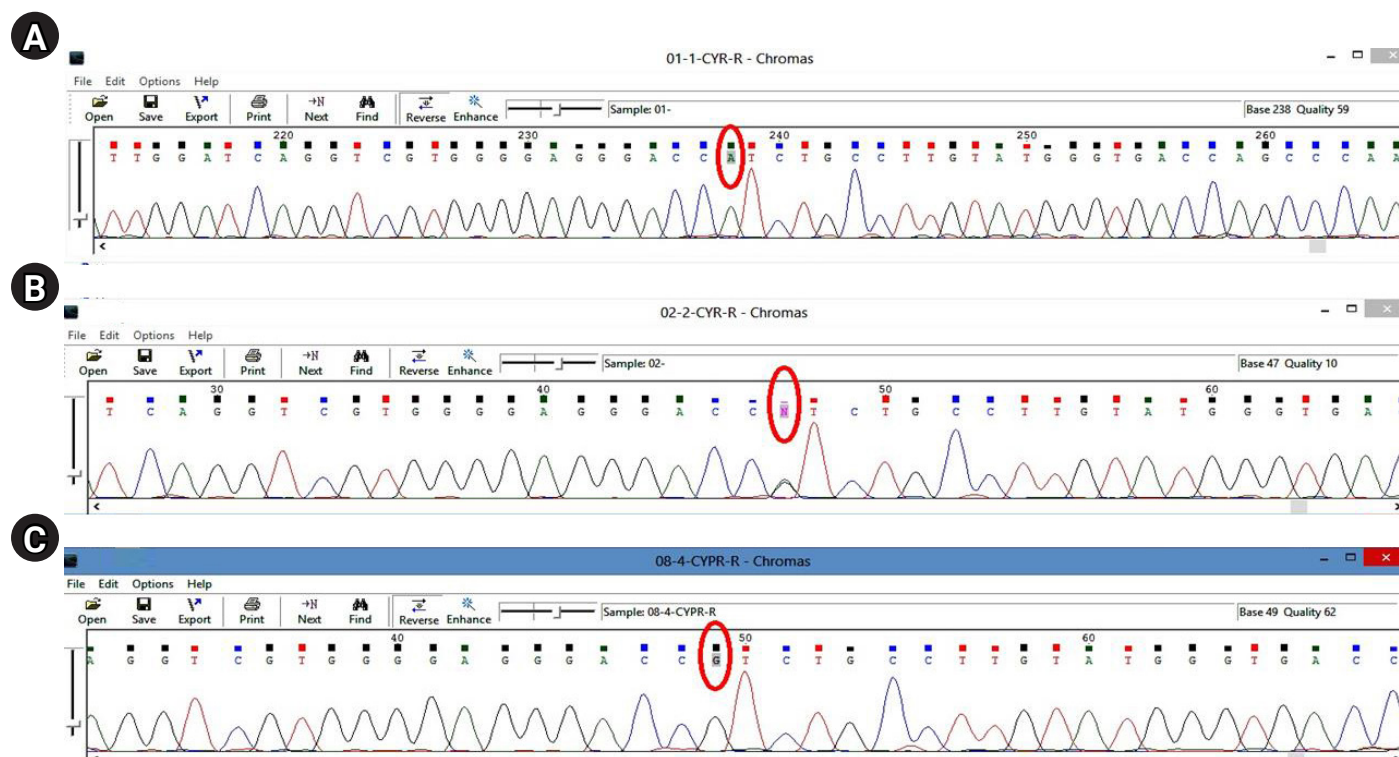 A
01-1-CYR-R - Chromas
File Edit Options Help
→N
Open Save Export Print Next Find Reverse Enhance Sample: 01- Base 238 Quality 59
220 230 240 250 260
T T G G A T C A G G T C G T G G G G A G G G A C C A T C T G C C T T G T A T G G G T G A C C A G C C C A A
B
02-2-CYR-R - Chromas
File Edit Options Help
→N
Open Save Export Print Next Find Reverse Enhance Sample: 02- Base 47 Quality 10
30 40 50 60
T C A G G T C G T G G G G A G G G A C C N T C T G C C T T G T A T G G G T G A
C
08-4-CYPR-R - Chromas
File Edit Options Help
→N
Open Save Export Print Next Find Reverse Enhance Sample: 08-4-CYPR-R Base 49 Quality 62
40 50 60
A G G T C G T G G G G A G G G A C C G T C T G C C T T G T A T G G G T G A C C